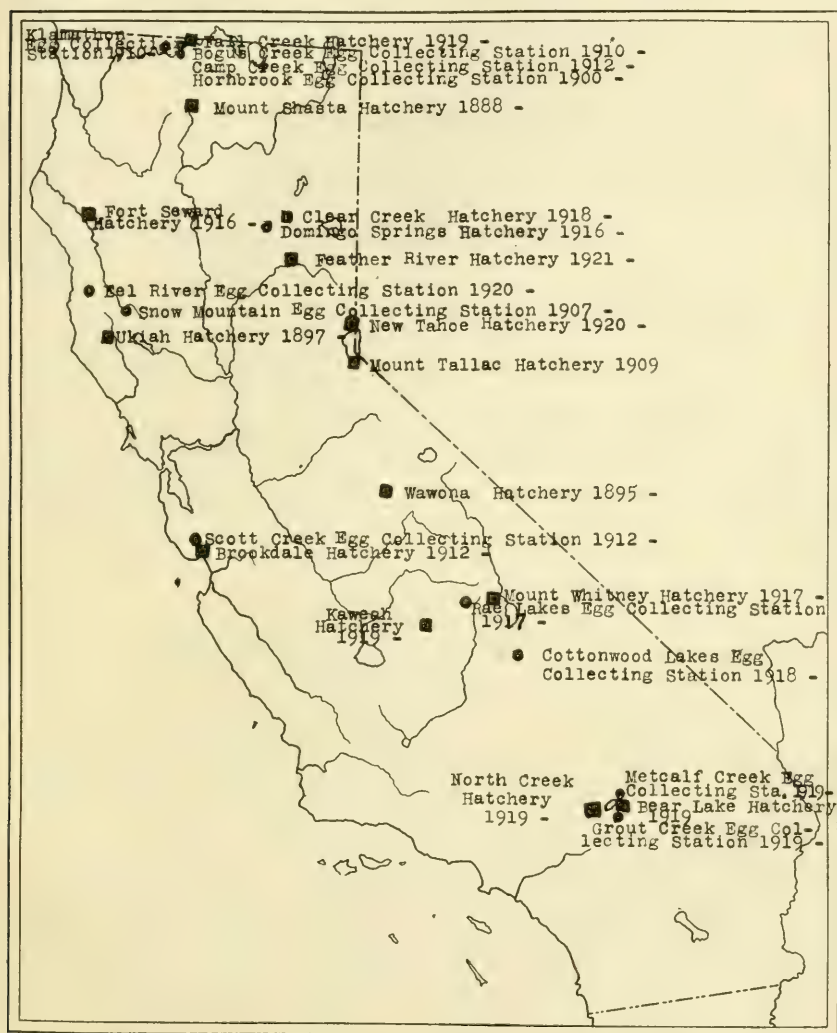 Klamathon
Egg Collecting
Station 1910 -
Fall Creek Hatchery 1919 -
Bogus Creek Egg Collecting Station 1910 -
Camp Creek Egg Collecting Station 1912 -
Hornbrook Egg Collecting Station 1900 -
Mount Shasta Hatchery 1888 -
Fort Seward
Hatchery 1916 -
Clear Creek Hatchery 1918 -
Domingo Springs Hatchery 1916 -
Feather River Hatchery 1921 -
Eel River Egg Collecting Station 1920 -
Snow Mountain Egg Collecting Station 1907 -
New Tahoe Hatchery 1920 -
Ukiah Hatchery 1897 -
Mount Tallac Hatchery 1909
Wawona Hatchery 1895 -
Scott Creek Egg Collecting Station 1912 -
Brookdale Hatchery 1912 -
Mount Whitney Hatchery 1917 -
Rae Lakes Egg Collecting Station
1917 -
Kaweah
Hatchery
1919 -
Cottonwood Lakes Egg
Collecting Station 1918 -
North Creek
Hatchery
1919 -
Metcalf Creek Egg
Collecting Sta. 1919-
Bear Lake Hatchery
1919
Grout Creek Egg Col-
lecting Station 1919 -